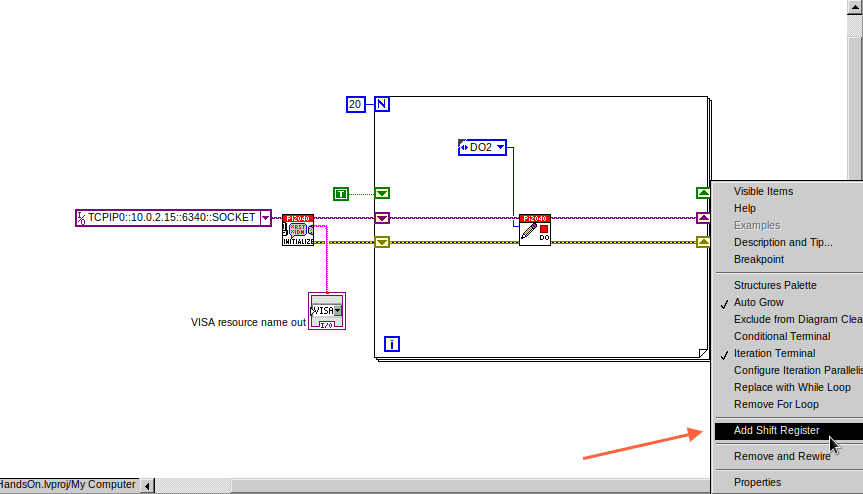 20
N
DO2
T
TCPIP0::10.0.2.15::6340::SOCKET
I/O
PI2040
INITIALIZE
PI2040
DO
VISA
I/O
VISA resource name out
i
Visible Items
Help
Examples
Description and Tip...
Breakpoint
Structures Palette
Auto Grow
Exclude from Diagram Clea
Conditional Terminal
Iteration Terminal
Configure Iteration Parallelis
Replace with While Loop
Remove For Loop
Add Shift Register
Remove and Rewire
Properties
HandsOn.lvproj/My Computer